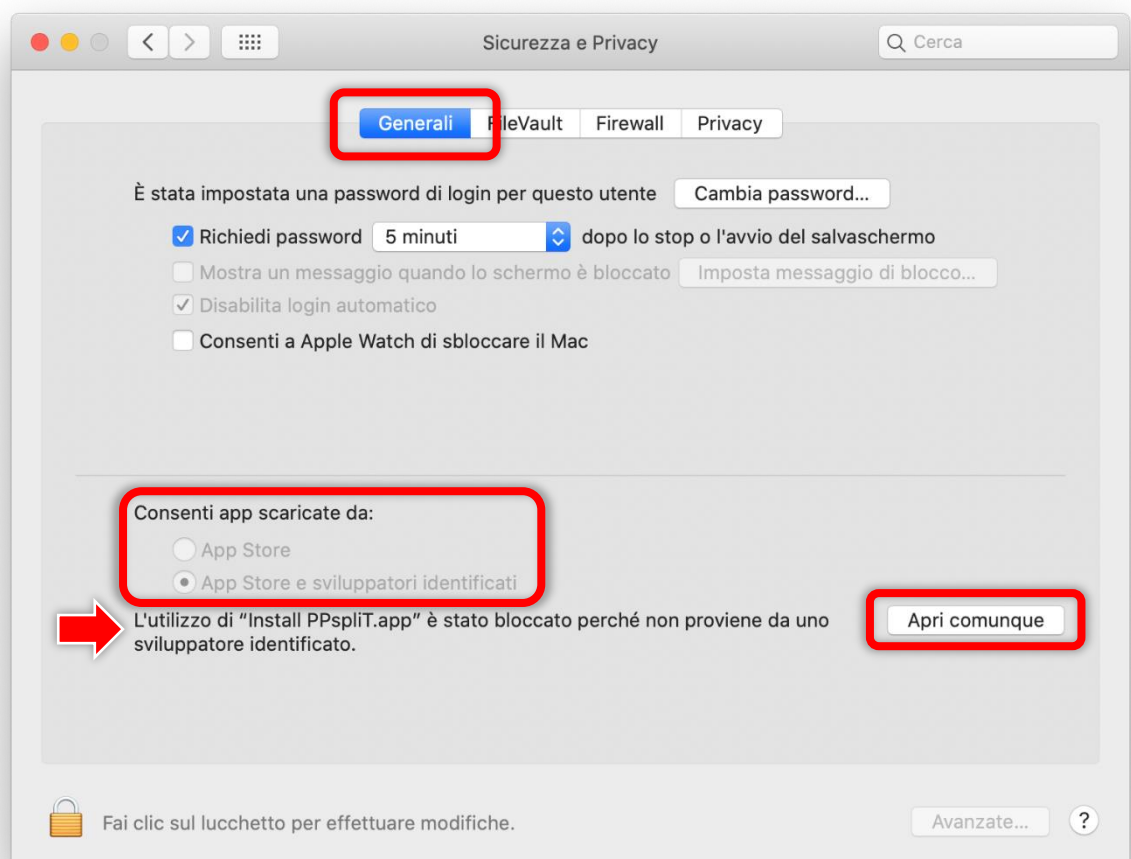 Sicurezza e Privacy
Cerca
Generali
FileVault
Firewall
Privacy
È stata impostata una password di login per questo utente
Cambia password...
Richiedi password
5 minuti
dopo lo stop o l'avvio del salvaschermo
Mostra un messaggio quando lo schermo è bloccato
Imposta messaggio di blocco...
Disabilita login automatico
Consenti a Apple Watch di sbloccare il Mac
Consenti app scaricate da:
App Store
App Store e sviluppatori identificati
L'utilizzo di “Install PPspliT.app” è stato bloccato perché non proviene da uno
sviluppatore identificato.
Apri comunque
Fai clic sul lucchetto per effettuare modifiche.
Avanzate...
?